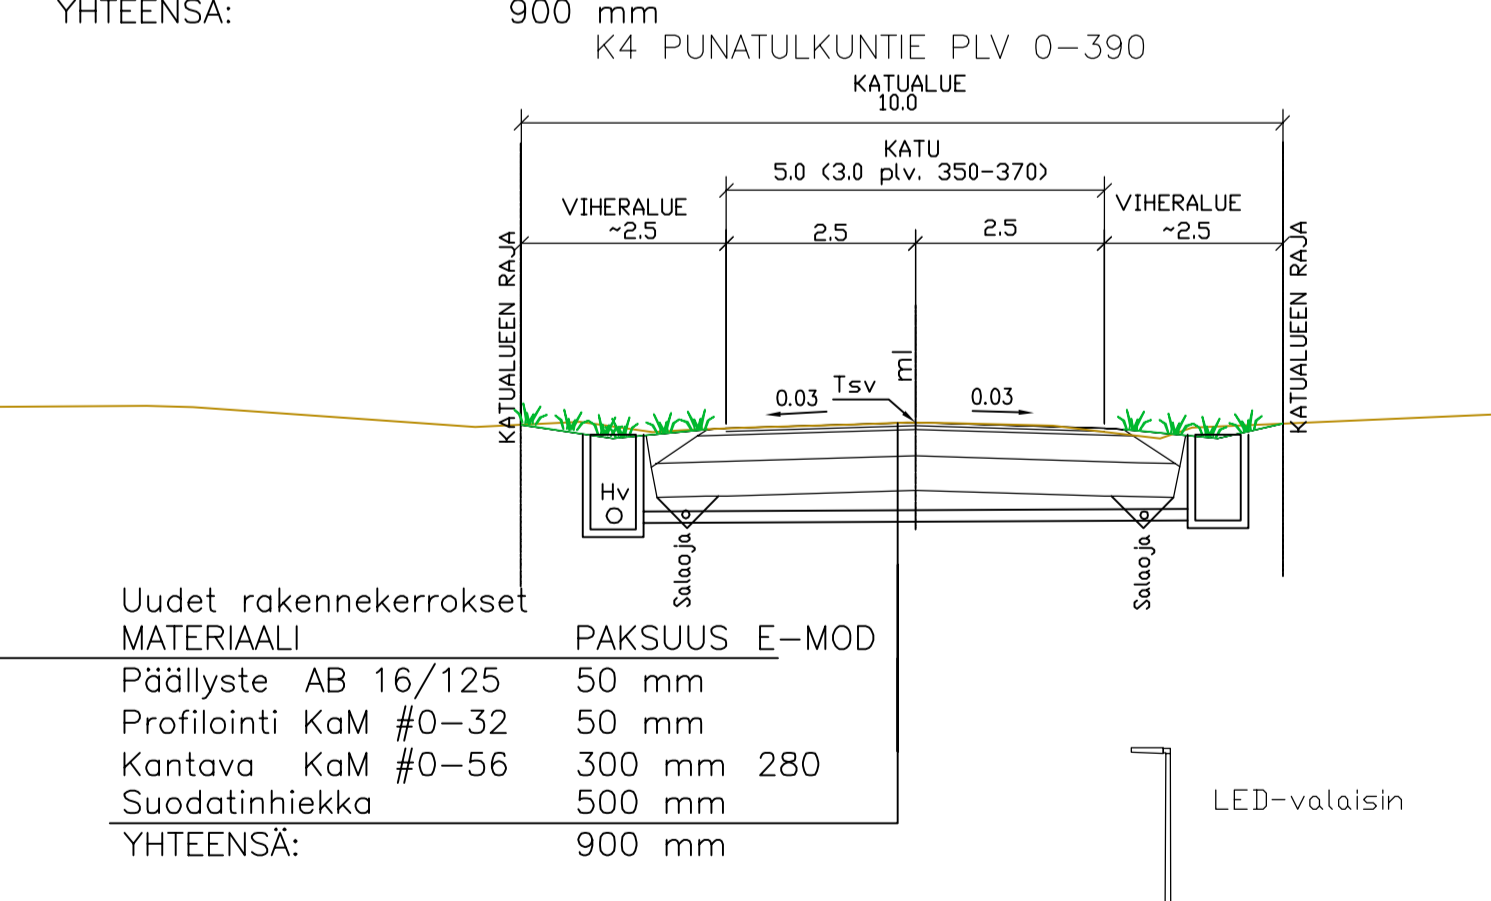 YHTEENSÄ: 900 mm
K4 PUNATULKUNTIE PLV 0-390
KATUALUE
10.0
KATU
5.0 (3.0 plv. 350-370)
VIHERALUE
~2.5
2.5
2.5
VIHERALUE
~2.5
KATUALUEEN RAJA
KATUALUEEN RAJA
ml
0.03
Tsv
0.03
Hv
Salaoja
Salaoja
Uudet rakennekerrokset
MATERIAALI PAKSUUS E-MOD
Päällyste AB 16/125 50 mm
Profilointi KaM #0-32 50 mm
Kantava KaM #0-56 300 mm 280
Suodatinhiekka 500 mm
YHTEENSÄ: 900 mm
LED-valaisin